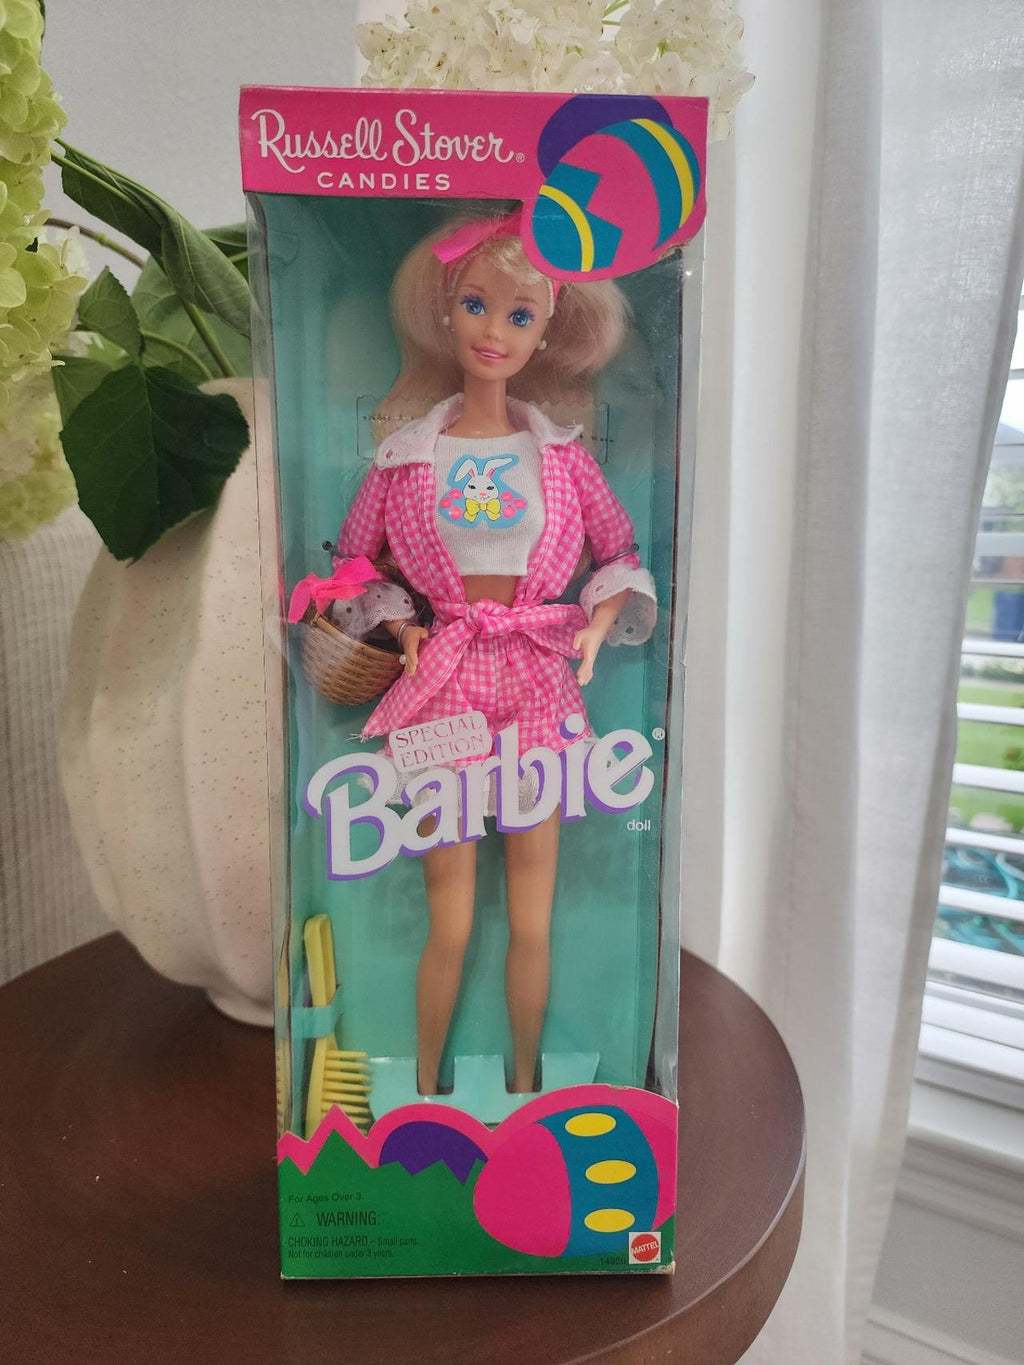 Russell Stover®
CANDIES
SPECIAL
EDITION
Barbie®
doll
For Ages Over 3.
WARNING:
CHOKING HAZARD – Small parts.
Not for children under 3 years.
MATTEL